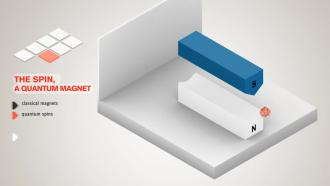 THE SPIN,
A QUANTUM MAGNET
classical magnets
quantum spins
S
N